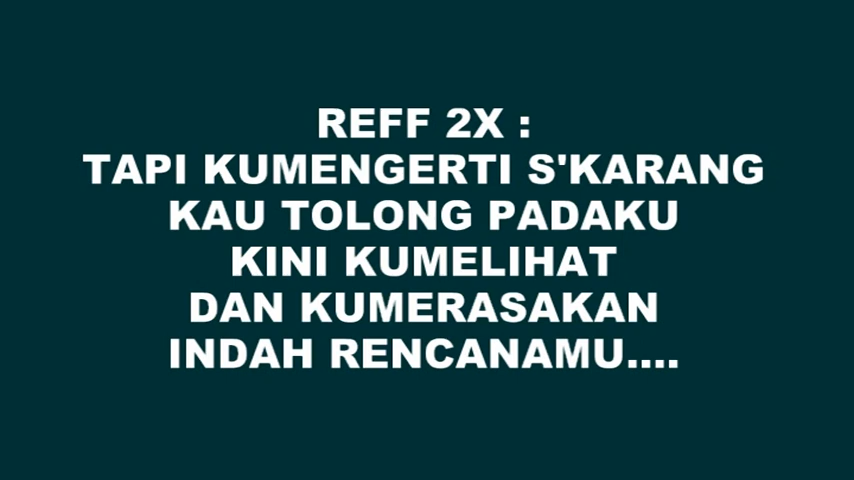 REFF 2X :
TAPI KUMENGERTI S'KARANG
KAU TOLONG PADAKU
KINI KUMELIHAT
DAN KUMERASAKAN
INDAH RENCANAMU....